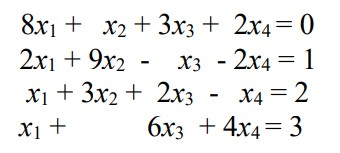 8x₁ + x₂ + 3x₃ + 2x₄ = 0
2x₁ + 9x₂ - x₃ - 2x₄ = 1
x₁ + 3x₂ + 2x₃ - x₄ = 2
x₁ + 6x₃ + 4x₄ = 3